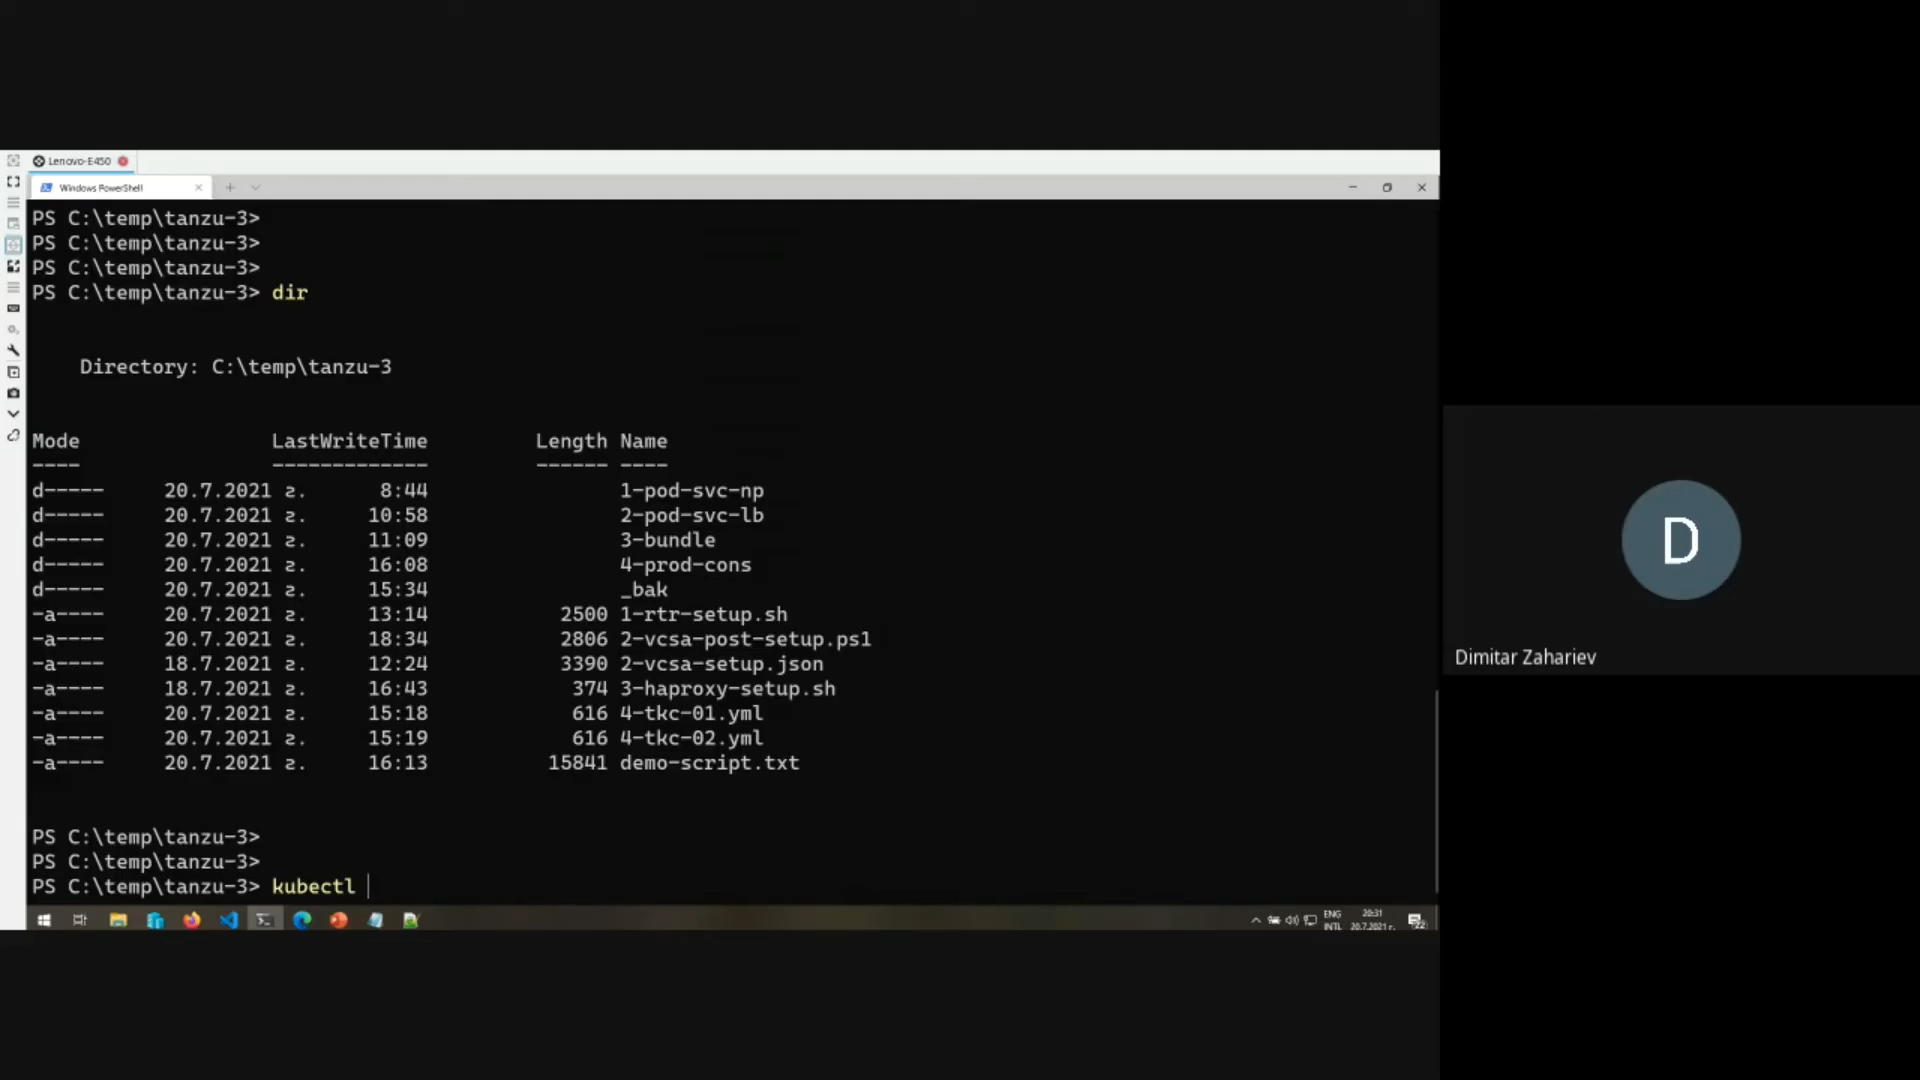 Lenovo-E450
Windows PowerShell
PS C:\temp\tanzu-3>
PS C:\temp\tanzu-3>
PS C:\temp\tanzu-3>
PS C:\temp\tanzu-3> dir
Directory: C:\temp\tanzu-3
Mode LastWriteTime Length Name
---- ------------- ------ ----
d----- 20.7.2021 г. 8:44 1-pod-svc-np
d----- 20.7.2021 г. 10:58 2-pod-svc-lb
d----- 20.7.2021 г. 11:09 3-bundle
d----- 20.7.2021 г. 16:08 4-prod-cons
d----- 20.7.2021 г. 15:34 _bak
-a---- 20.7.2021 г. 13:14 2500 1-rtr-setup.sh
-a---- 20.7.2021 г. 18:34 2806 2-vcsa-post-setup.ps1
-a---- 18.7.2021 г. 12:24 3390 2-vcsa-setup.json
-a---- 18.7.2021 г. 16:43 374 3-haproxy-setup.sh
-a---- 20.7.2021 г. 15:18 616 4-tkc-01.yml
-a---- 20.7.2021 г. 15:19 616 4-tkc-02.yml
-a---- 20.7.2021 г. 16:13 15841 demo-script.txt
PS C:\temp\tanzu-3>
PS C:\temp\tanzu-3>
PS C:\temp\tanzu-3> kubectl
ENG 20:31
INTL 20.7.2021 г.
22
D
Dimitar Zahariev